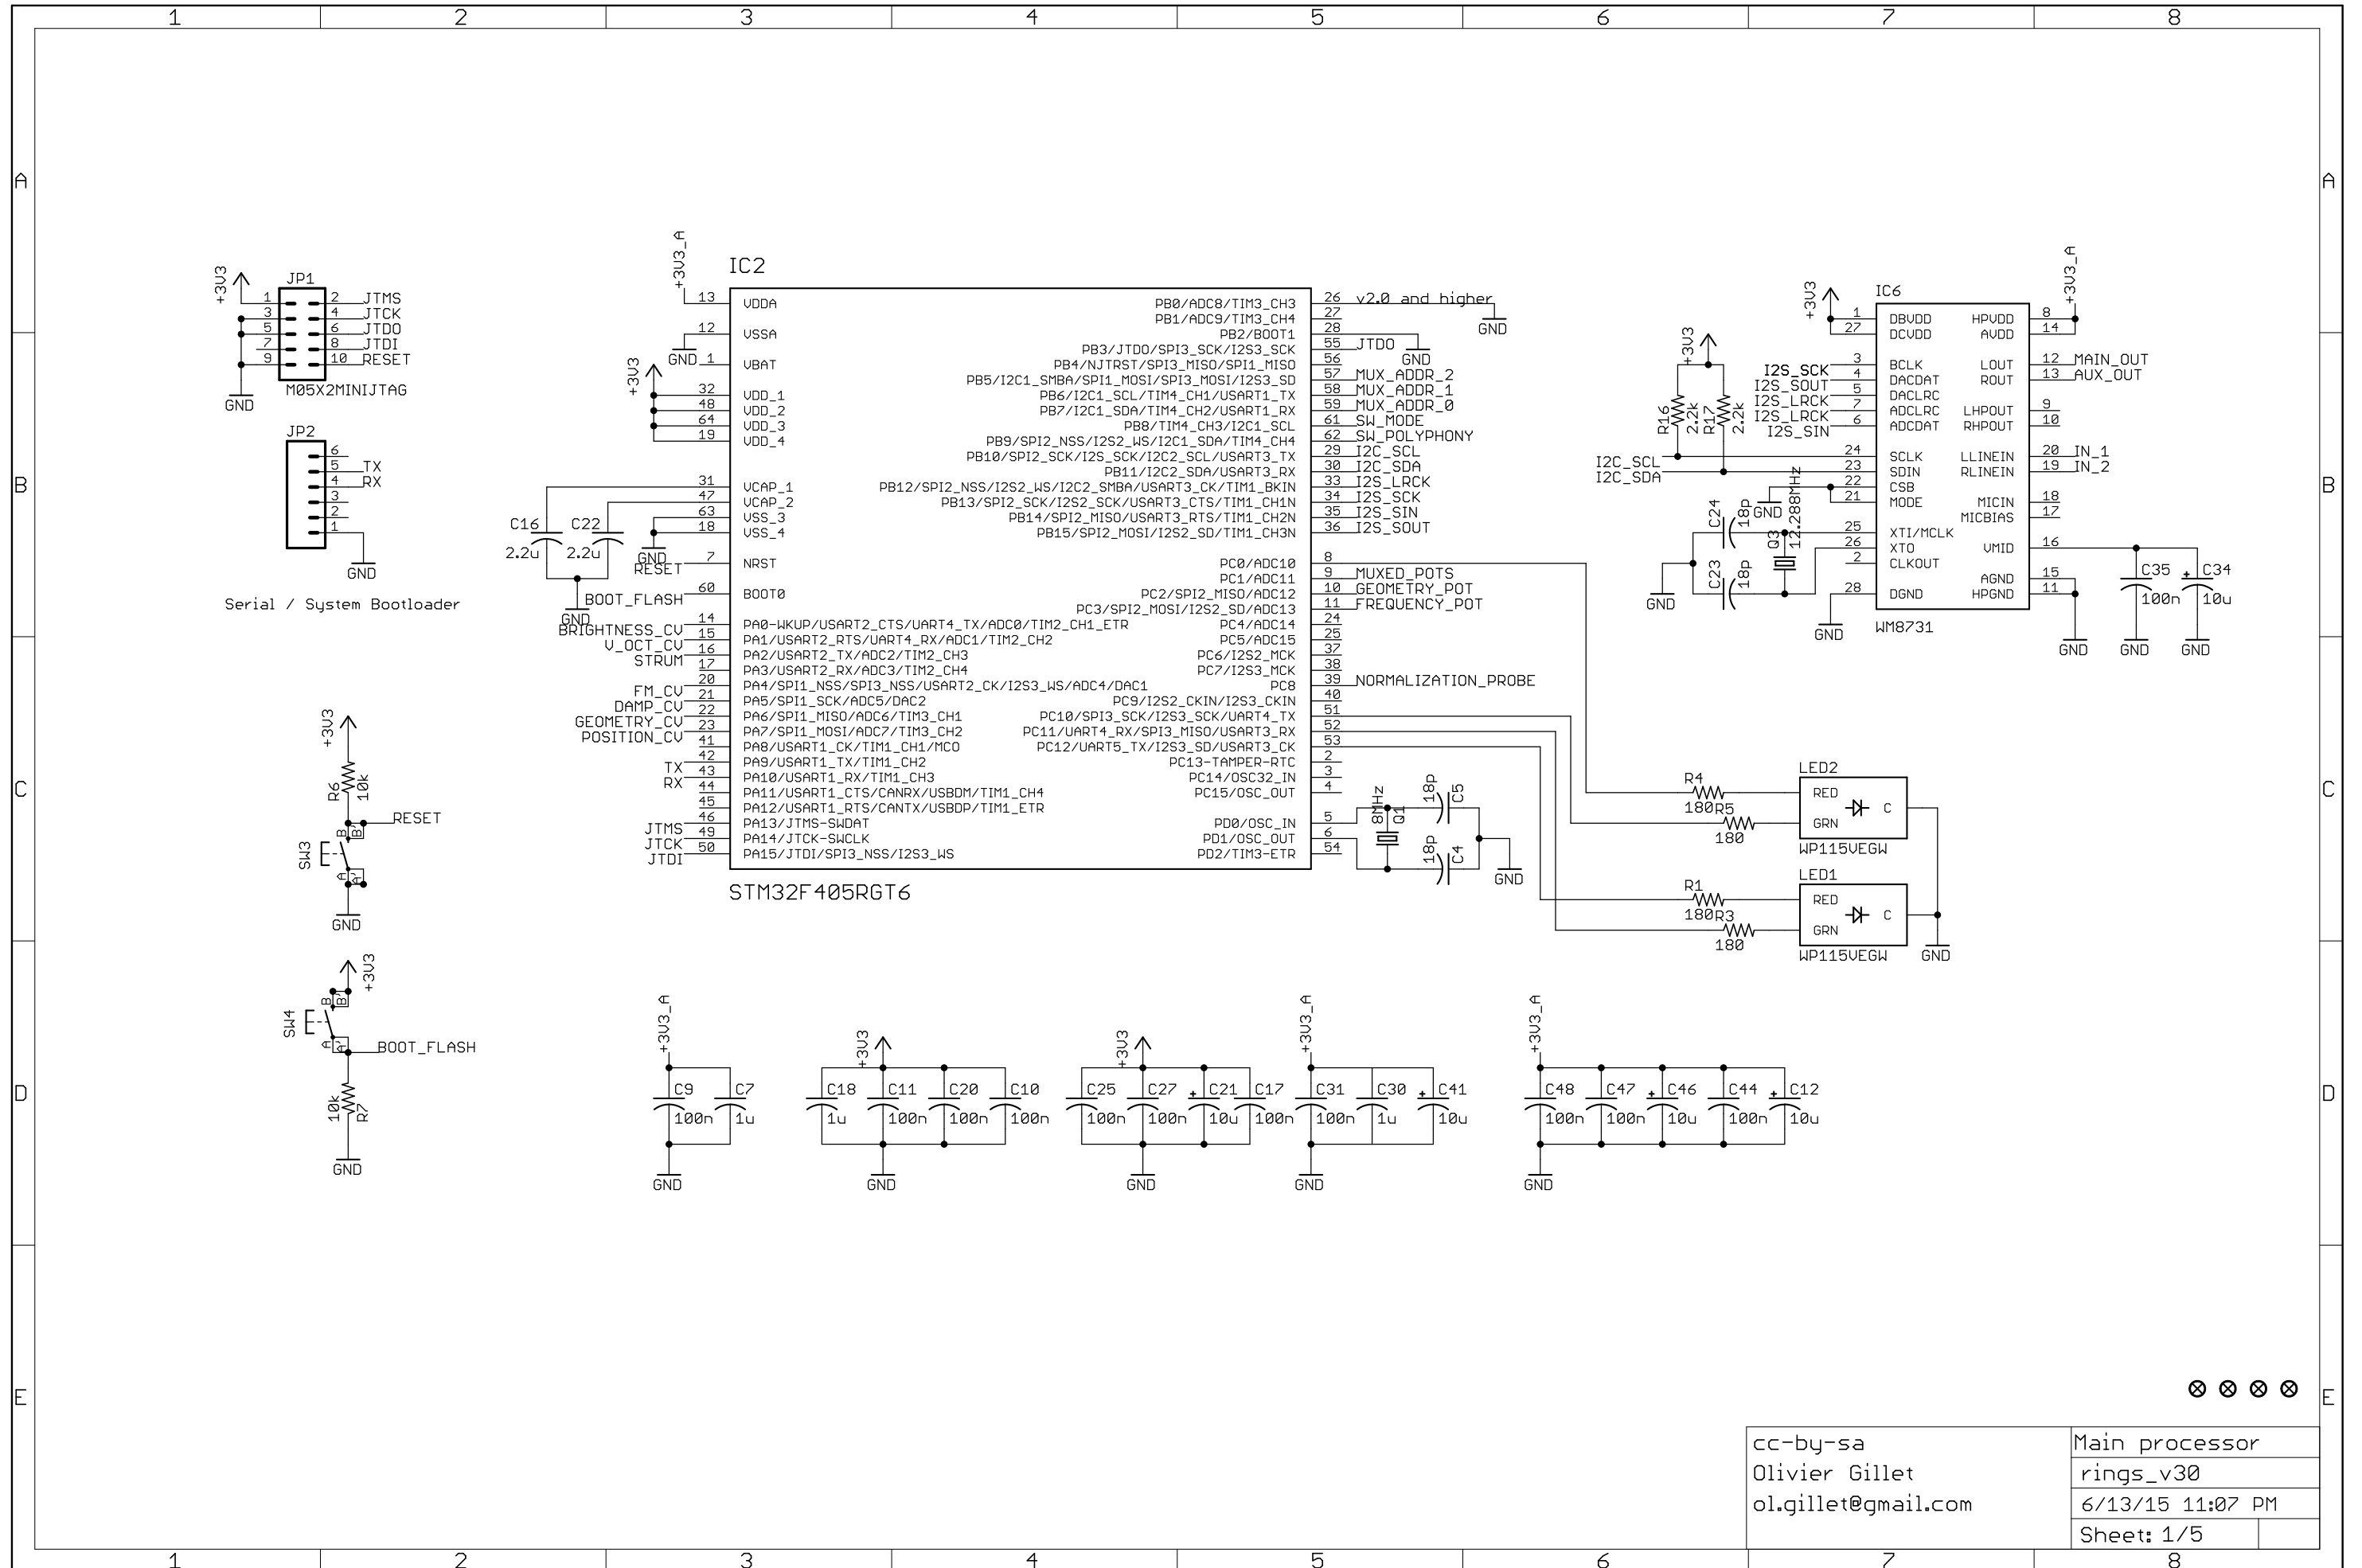 1 2 3 4 5 6 7 8
A A
B B
C C
D D
E E
1 2 3 4 5 6 7 8
+3V3
JP1
1 2 JTMS
3 4 JTCK
5 6 JTDO
7 8 JTDI
9 10 RESET
M05X2MINIJTAG
GND
JP2
6
5 TX
4 RX
3
2
1
GND
Serial / System Bootloader
+3V3
R6
10k
RESET
B B'
SW3
A A'
GND
+3V3
B B'
SW4
A A'
BOOT_FLASH
10k
R7
GND
IC2
+3V3_A
13 VDDA
12 VSSA
GND
1 VBAT
+3V3
32 VDD_1
48 VDD_2
64 VDD_3
19 VDD_4
31 VCAP_1
47 VCAP_2
63 VSS_3
18 VSS_4
GND
C16
2.2u
C22
2.2u
GND
RESET 7 NRST
BOOT_FLASH 60 BOOT0
BRIGHTNESS_CV 14 PA0-WKUP/USART2_CTS/UART4_TX/ADC0/TIM2_CH1_ETR
V_OCT_CV 15 PA1/USART2_RTS/UART4_RX/ADC1/TIM2_CH2
STRUM 16 PA2/USART2_TX/ADC2/TIM2_CH3
17 PA3/USART2_RX/ADC3/TIM2_CH4
FM_CV 20 PA4/SPI1_NSS/SPI3_NSS/USART2_CK/I2S3_WS/ADC4/DAC1
DAMP_CV 21 PA5/SPI1_SCK/ADC5/DAC2
GEOMETRY_CV 22 PA6/SPI1_MISO/ADC6/TIM3_CH1
POSITION_CV 23 PA7/SPI1_MOSI/ADC7/TIM3_CH2
41 PA8/USART1_CK/TIM1_CH1/MCO
TX 42 PA9/USART1_TX/TIM1_CH2
RX 43 PA10/USART1_RX/TIM1_CH3
44 PA11/USART1_CTS/CANRX/USBDM/TIM1_CH4
45 PA12/USART1_RTS/CANTX/USBDP/TIM1_ETR
JTMS 46 PA13/JTMS-SWDAT
JTCK 49 PA14/JTCK-SWCLK
JTDI 50 PA15/JTDI/SPI3_NSS/I2S3_WS
STM32F405RGT6
PB0/ADC8/TIM3_CH3 26 v2.0 and higher
GND
PB1/ADC9/TIM3_CH4 27
PB2/BOOT1 28
GND
PB3/JTDO/SPI3_SCK/I2S3_SCK 55 JTDO
PB4/NJTRST/SPI3_MISO/SPI1_MISO 56
PB5/I2C1_SMBA/SPI1_MOSI/SPI3_MOSI/I2S3_SD 57 MUX_ADDR_2
PB6/I2C1_SCL/TIM4_CH1/USART1_TX 58 MUX_ADDR_1
PB7/I2C1_SDA/TIM4_CH2/USART1_RX 59 MUX_ADDR_0
PB8/TIM4_CH3/I2C1_SCL 61 SW_MODE
PB9/SPI2_NSS/I2S2_WS/I2C1_SDA/TIM4_CH4 62 SW_POLYPHONY
PB10/SPI2_SCK/I2S_SCK/I2C2_SCL/USART3_TX 29 I2C_SCL
PB11/I2C2_SDA/USART3_RX 30 I2C_SDA
PB12/SPI2_NSS/I2S2_WS/I2C2_SMBA/USART3_CK/TIM1_BKIN 33 I2S_LRCK
PB13/SPI2_SCK/I2S2_SCK/USART3_CTS/TIM1_CH1N 34 I2S_SCK
PB14/SPI2_MISO/USART3_RTS/TIM1_CH2N 35 I2S_SIN
PB15/SPI2_MOSI/I2S2_SD/TIM1_CH3N 36 I2S_SOUT
PC0/ADC10 8
PC1/ADC11 9 MUXED_POTS
PC2/SPI2_MISO/ADC12 10 GEOMETRY_POT
PC3/SPI2_MOSI/I2S2_SD/ADC13 11 FREQUENCY_POT
PC4/ADC14 24
PC5/ADC15 25
PC6/I2S2_MCK 37
PC7/I2S3_MCK 38
PC8 39 NORMALIZATION_PROBE
PC9/I2S2_CKIN/I2S3_CKIN 40
PC10/SPI3_SCK/I2S3_SCK/UART4_TX 51
PC11/UART4_RX/SPI3_MISO/USART3_RX 52
PC12/UART5_TX/I2S3_SD/USART3_CK 53
PC13-TAMPER-RTC 2
PC14/OSC32_IN 3
PC15/OSC_OUT 4
PD0/OSC_IN 5
PD1/OSC_OUT 6
PD2/TIM3-ETR 54
8MHz
Q1
18p
C5
18p
C4
GND
IC6
+3V3
1 DBVDD
27 DCVDD
I2S_SCK 3 BCLK
I2S_SOUT 4 DACDAT
I2S_LRCK 5 DACLRC
I2S_LRCK 7 ADCLRC
I2S_SIN 6 ADCDAT
+3V3
R16
2.2k
R17
2.2k
I2C_SCL 24 SCLK
I2C_SDA 23 SDIN
22 CSB
21 MODE
GND
25 XTI/MCLK
26 XTO
2 CLKOUT
28 DGND
GND
C24
18p
C23
18p
Q3
12.288MHz
GND
WM8731
+3V3_A
HPVDD 8
AVDD 14
LOUT 12 MAIN_OUT
ROUT 13 AUX_OUT
LHPOUT 9
RHPOUT 10
LLINEIN 20 IN_1
RLINEIN 19 IN_2
MICIN 18
MICBIAS 17
VMID 16
AGND 15
HPGND 11
GND
C35
100n
GND
C34
10u
GND
LED2
R4
180
R5
180
RED
GRN
C
WP115VEGW
LED1
R1
180
R3
180
RED
GRN
C
WP115VEGW
GND
+3V3_A
C9
100n
C7
1u
GND
+3V3
C18
1u
C11
100n
C20
100n
C10
100n
GND
+3V3
C25
100n
C27
100n
C21
10u
C17
100n
GND
+3V3_A
C31
100n
C30
1u
C41
10u
GND
+3V3_A
C48
100n
C47
100n
C46
10u
C44
100n
C12
10u
GND
cc-by-sa
Olivier Gillet
ol.gillet@gmail.com
Main processor
rings_v30
6/13/15 11:07 PM
Sheet: 1/5